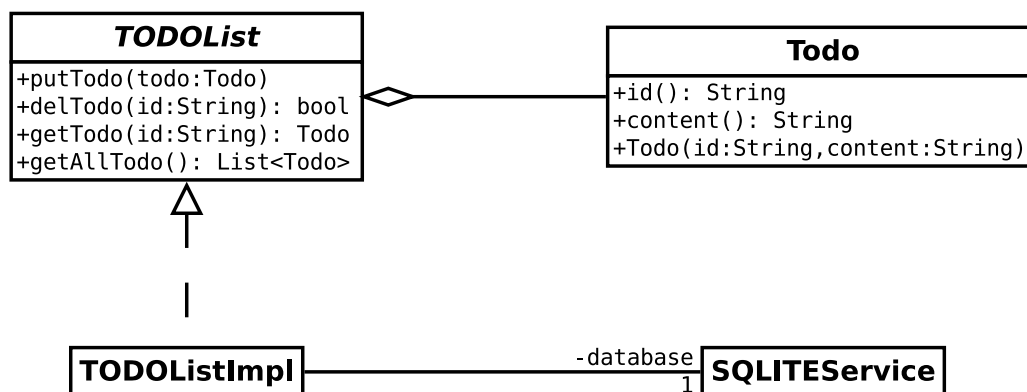 TODOList
+putTodo(todo:Todo)
+delTodo(id:String): bool
+getTodo(id:String): Todo
+getAllTodo(): List<Todo>
Todo
+id(): String
+content(): String
+Todo(id:String,content:String)
TODOListImpl
-database
1
SQLITEService